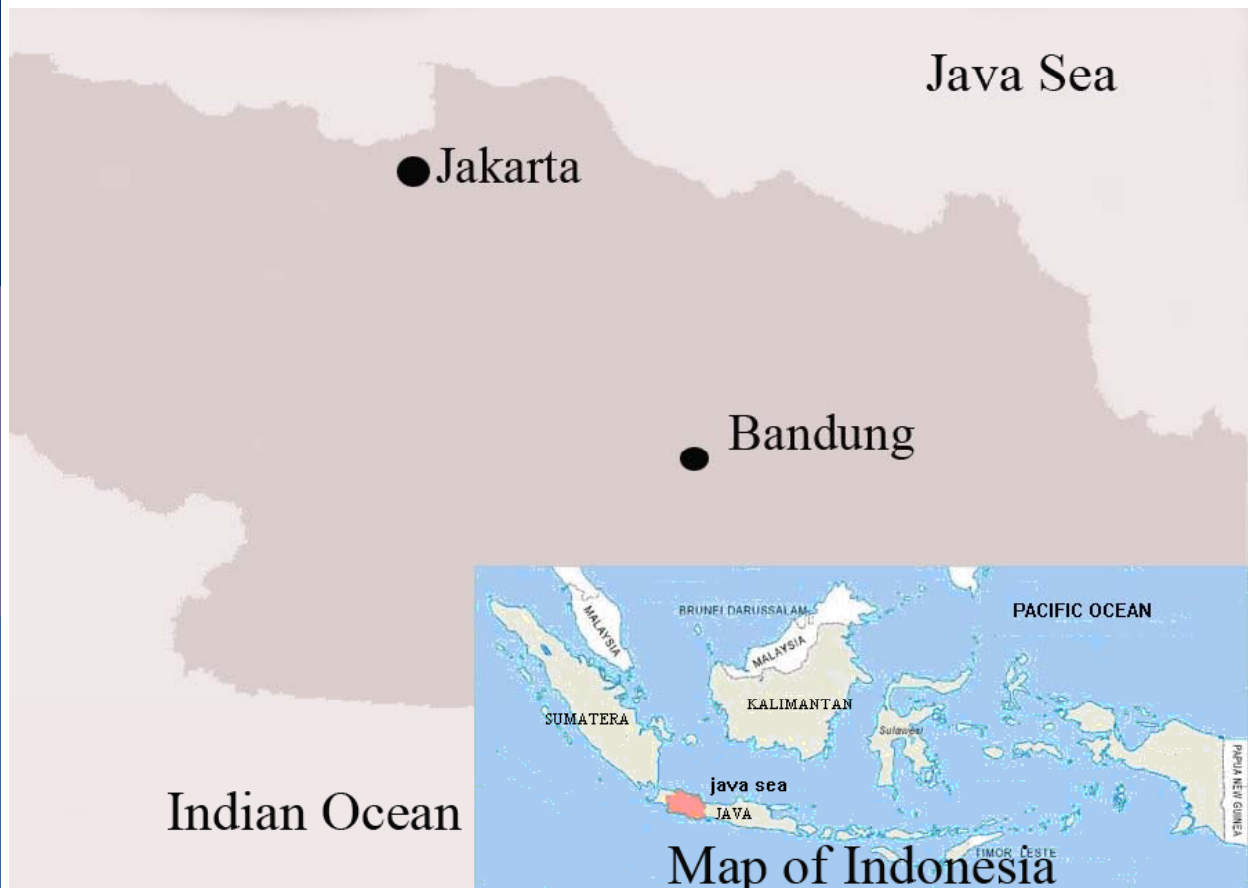 Java Sea
Jakarta
Bandung
Indian Ocean
MALAYSIA
BRUNEI DARUSSALAM
PACIFIC OCEAN
MALAYSIA
KALIMANTAN
SUMATERA
Sulawesi
PAPUA NEW GUINEA
java sea
JAVA
TIMOR LESTE
Map of Indonesia